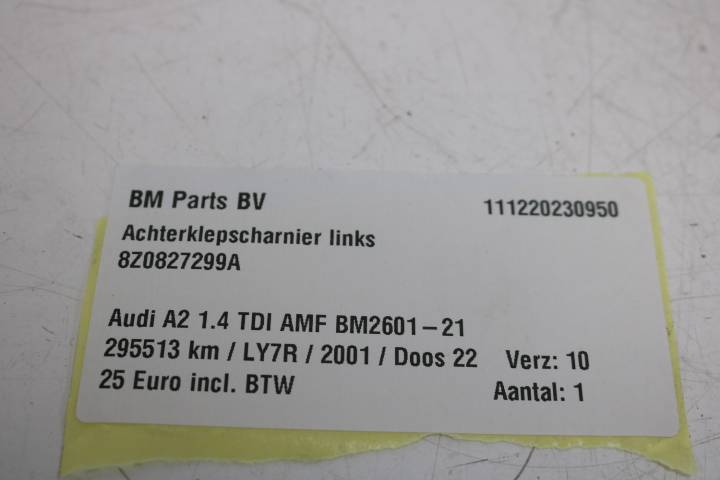 BM Parts BV 111220230950
Achterklepscharnier links
8Z0827299A
Audi A2 1.4 TDI AMF BM2601-21
295513 km / LY7R / 2001 / Doos 22 Verz: 10
25 Euro incl. BTW Aantal: 1